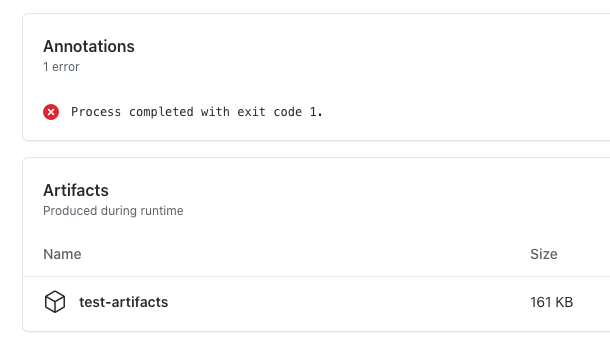 Annotations
1 error
Process completed with exit code 1.
Artifacts
Produced during runtime
Name Size
test-artifacts 161 KB